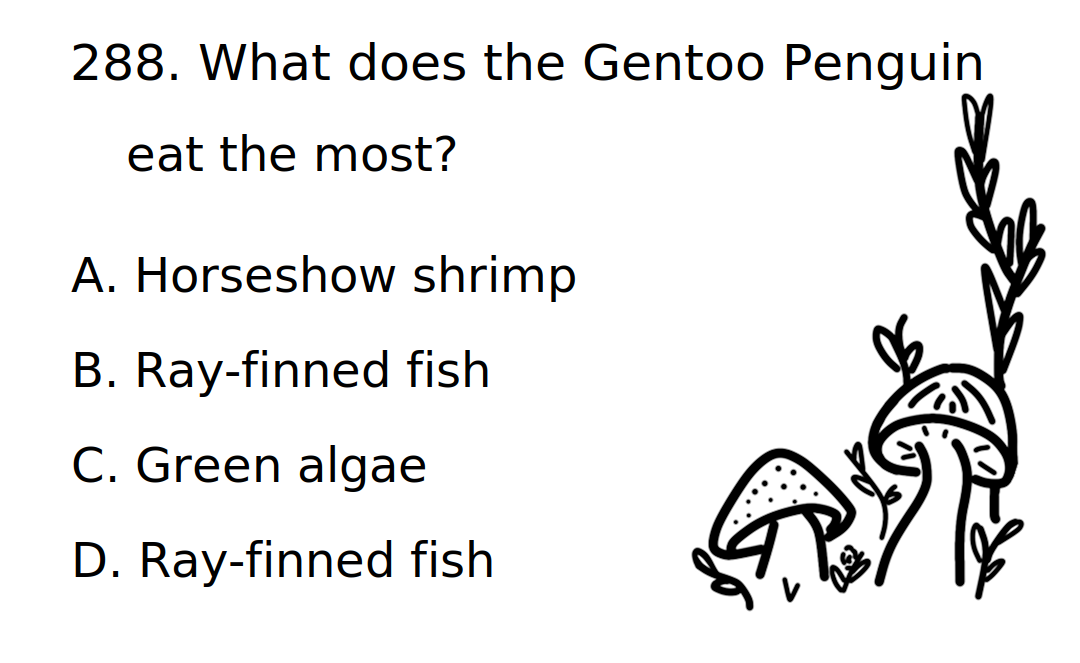 288. What does the Gentoo Penguin
eat the most?
A. Horseshow shrimp
B. Ray-finned fish
C. Green algae
D. Ray-finned fish